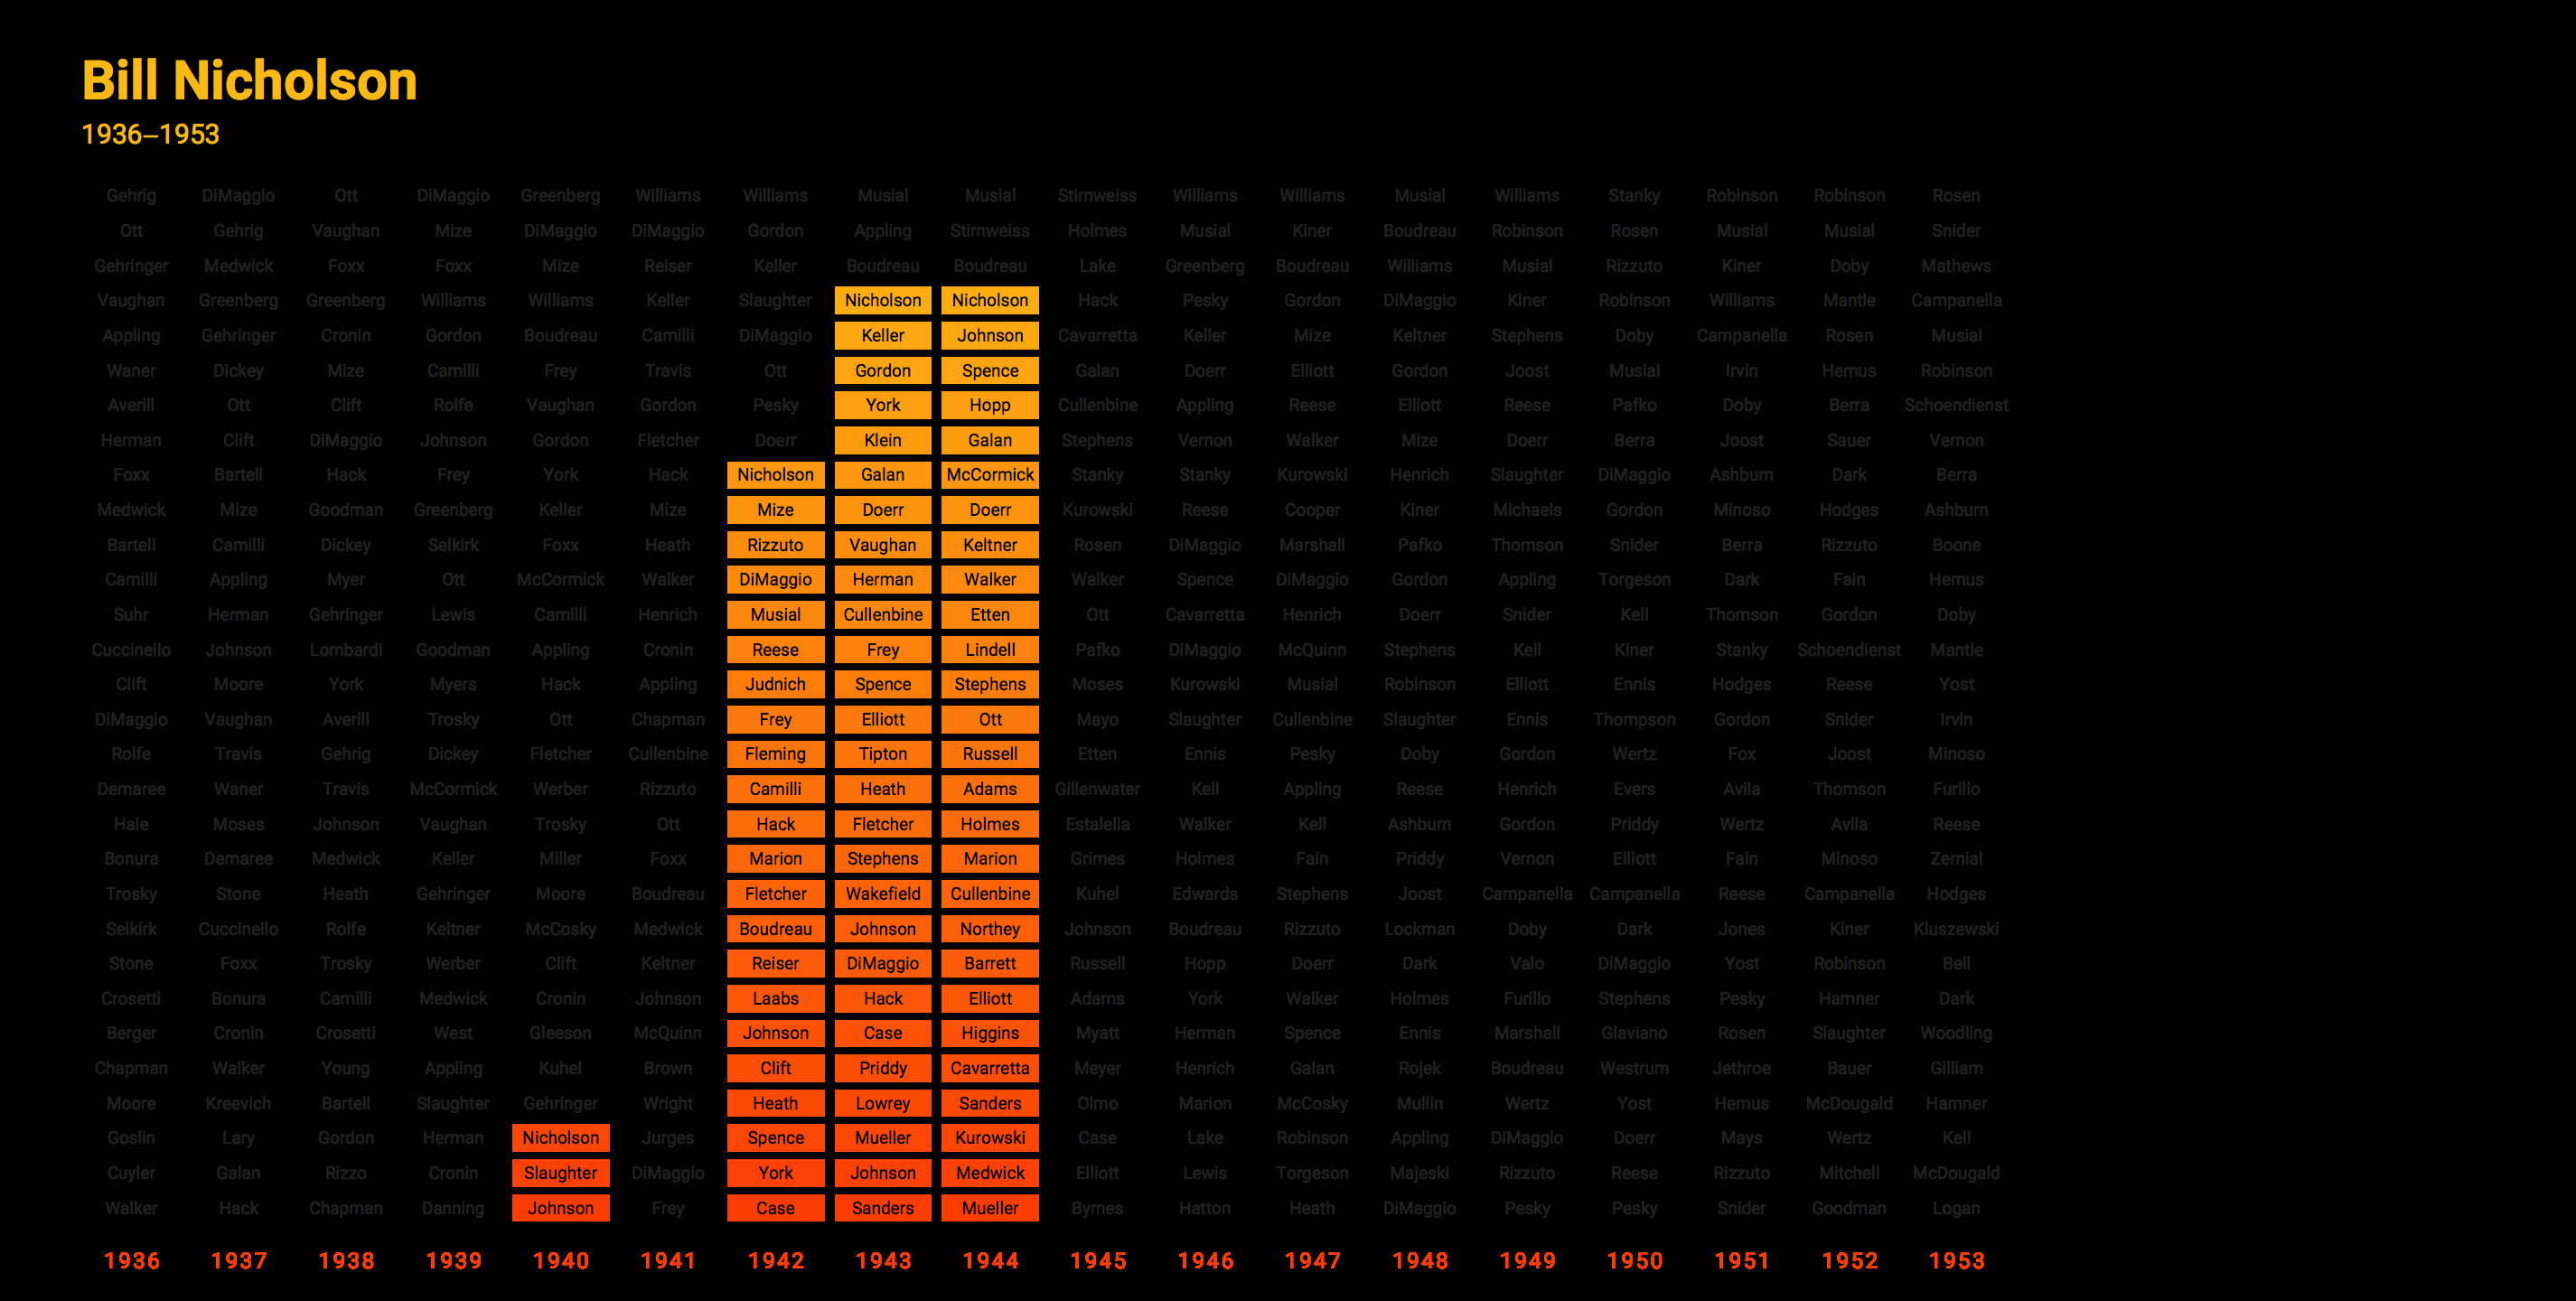 Bill Nicholson
1936–1953
Gehrig DiMaggio Ott DiMaggio Greenberg Williams Williams Musial Musial Stirnweiss Williams Williams Musial Williams Stanky Robinson Robinson Rosen
Ott Gehrig Vaughan Mize DiMaggio DiMaggio Gordon Appling Stirnweiss Holmes Musial Kiner Boudreau Robinson Rosen Musial Musial Snider
Gehringer Medwick Foxx Foxx Mize Reiser Keller Boudreau Boudreau Lake Greenberg Boudreau Williams Musial Rizzuto Kiner Doby Mathews
Vaughan Greenberg Greenberg Williams Williams Keller Slaughter Nicholson Nicholson Hack Pesky Gordon DiMaggio Kiner Robinson Williams Mantle Campanella
Appling Gehringer Cronin Gordon Boudreau Camilli DiMaggio Keller Johnson Cavarretta Keller Mize Keltner Stephens Doby Campanella Rosen Musial
Waner Dickey Mize Camilli Frey Travis Ott Gordon Spence Galan Doerr Elliott Gordon Joost Musial Irvin Hemus Robinson
Averill Ott Clift Rolfe Vaughan Gordon Pesky York Hopp Cullenbine Appling Reese Elliott Reese Pafko Doby Berra Schoendienst
Herman Clift DiMaggio Johnson Gordon Fletcher Doerr Klein Galan Stephens Vernon Walker Mize Doerr Berra Joost Sauer Vernon
Foxx Bartell Hack Frey York Hack Nicholson Galan McCormick Stanky Stanky Kurowski Henrich Slaughter DiMaggio Ashburn Dark Berra
Medwick Mize Goodman Greenberg Keller Mize Mize Doerr Doerr Kurowski Reese Cooper Kiner Michaels Gordon Minoso Hodges Ashburn
Bartell Camilli Dickey Selkirk Foxx Heath Rizzuto Vaughan Keltner Rosen DiMaggio Marshall Pafko Thomson Snider Berra Rizzuto Boone
Camilli Appling Myer Ott McCormick Walker DiMaggio Herman Walker Walker Spence DiMaggio Gordon Appling Torgeson Dark Fain Hemus
Suhr Herman Gehringer Lewis Camilli Henrich Musial Cullenbine Etten Ott Cavarretta Henrich Doerr Snider Kell Thomson Gordon Doby
Cuccinello Johnson Lombardi Goodman Appling Cronin Reese Frey Lindell Pafko DiMaggio McQuinn Stephens Kell Kiner Stanky Schoendienst Mantle
Clift Moore York Myers Hack Appling Judnich Spence Stephens Moses Kurowski Musial Robinson Elliott Ennis Hodges Reese Yost
DiMaggio Vaughan Averill Trosky Ott Chapman Frey Elliott Ott Mayo Slaughter Cullenbine Slaughter Ennis Thompson Gordon Snider Irvin
Rolfe Travis Gehrig Dickey Fletcher Cullenbine Fleming Tipton Russell Etten Ennis Pesky Doby Gordon Wertz Fox Joost Minoso
Demaree Waner Travis McCormick Werber Rizzuto Camilli Heath Adams Gillenwater Kell Appling Reese Henrich Evers Avila Thomson Furillo
Hale Moses Johnson Vaughan Trosky Ott Hack Fletcher Holmes Estalella Walker Kell Ashburn Gordon Priddy Wertz Avila Reese
Bonura Demaree Medwick Keller Miller Foxx Marion Stephens Marion Grimes Holmes Fain Priddy Vernon Elliott Fain Minoso Zernial
Trosky Stone Heath Gehringer Moore Boudreau Fletcher Wakefield Cullenbine Kuhel Edwards Stephens Joost Campanella Campanella Reese Campanella Hodges
Selkirk Cuccinello Rolfe Keltner McCosky Medwick Boudreau Johnson Northey Johnson Boudreau Rizzuto Lockman Doby Dark Jones Kiner Kluszewski
Stone Foxx Trosky Werber Clift Keltner Reiser DiMaggio Barrett Russell Hopp Doerr Dark Valo DiMaggio Yost Robinson Bell
Crosetti Bonura Camilli Medwick Cronin Johnson Laabs Hack Elliott Adams York Walker Holmes Furillo Stephens Pesky Hamner Dark
Berger Cronin Crosetti West Gleeson McQuinn Johnson Case Higgins Myatt Herman Spence Ennis Marshall Glaviano Rosen Slaughter Woodling
Chapman Walker Young Appling Kuhel Brown Clift Priddy Cavarretta Meyer Henrich Galan Rojek Boudreau Westrum Jethroe Bauer Gilliam
Moore Kreevich Bartell Slaughter Gehringer Wright Heath Lowrey Sanders Olmo Marion McCosky Mullin Wertz Yost Hemus McDougald Hamner
Goslin Lary Gordon Herman Nicholson Jurges Spence Mueller Kurowski Case Lake Robinson Appling DiMaggio Doerr Mays Wertz Kell
Cuyler Galan Rizzo Cronin Slaughter DiMaggio York Johnson Medwick Elliott Lewis Torgeson Majeski Rizzuto Reese Rizzuto Mitchell McDougald
Walker Hack Chapman Danning Johnson Frey Case Sanders Mueller Byrnes Hatton Heath DiMaggio Pesky Pesky Snider Goodman Logan
1936 1937 1938 1939 1940 1941 1942 1943 1944 1945 1946 1947 1948 1949 1950 1951 1952 1953